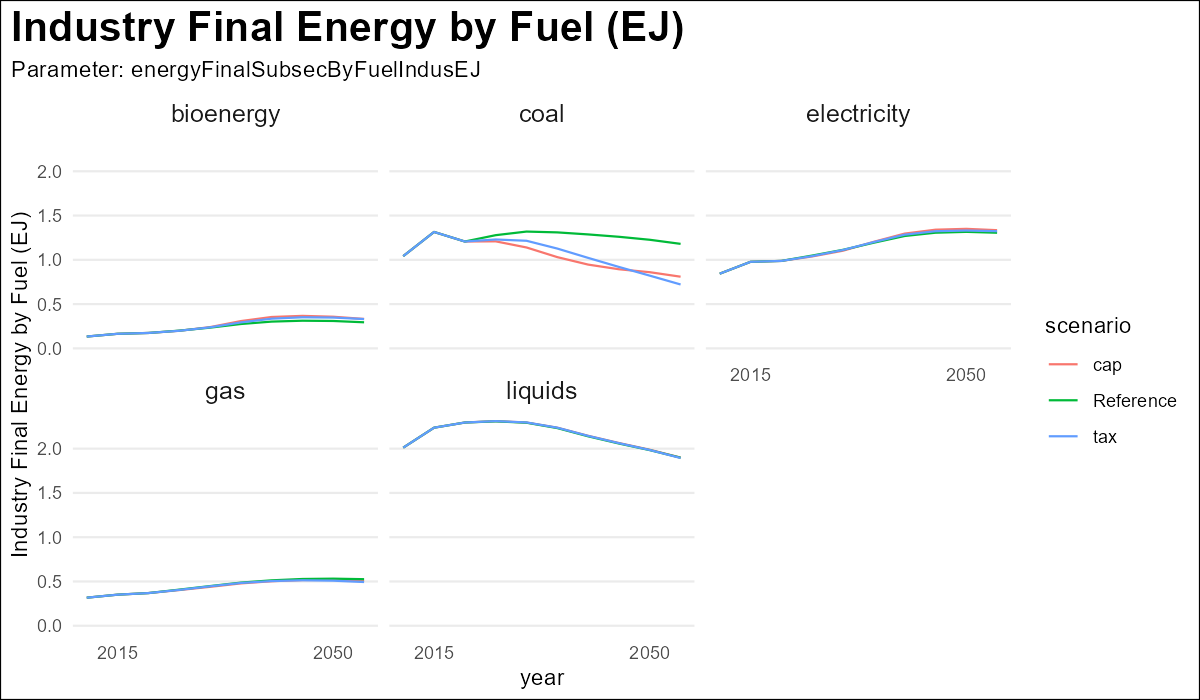 Industry Final Energy by Fuel (EJ)
Parameter: energyFinalSubsecByFuelIndusEJ
bioenergy
coal
electricity
2.0
1.5
1.0
0.5
0.0
2015
2050
Industry Final Energy by Fuel (EJ)
gas
liquids
2.0
1.5
1.0
0.5
0.0
2015
2050
2015
2050
year
scenario
cap
Reference
tax